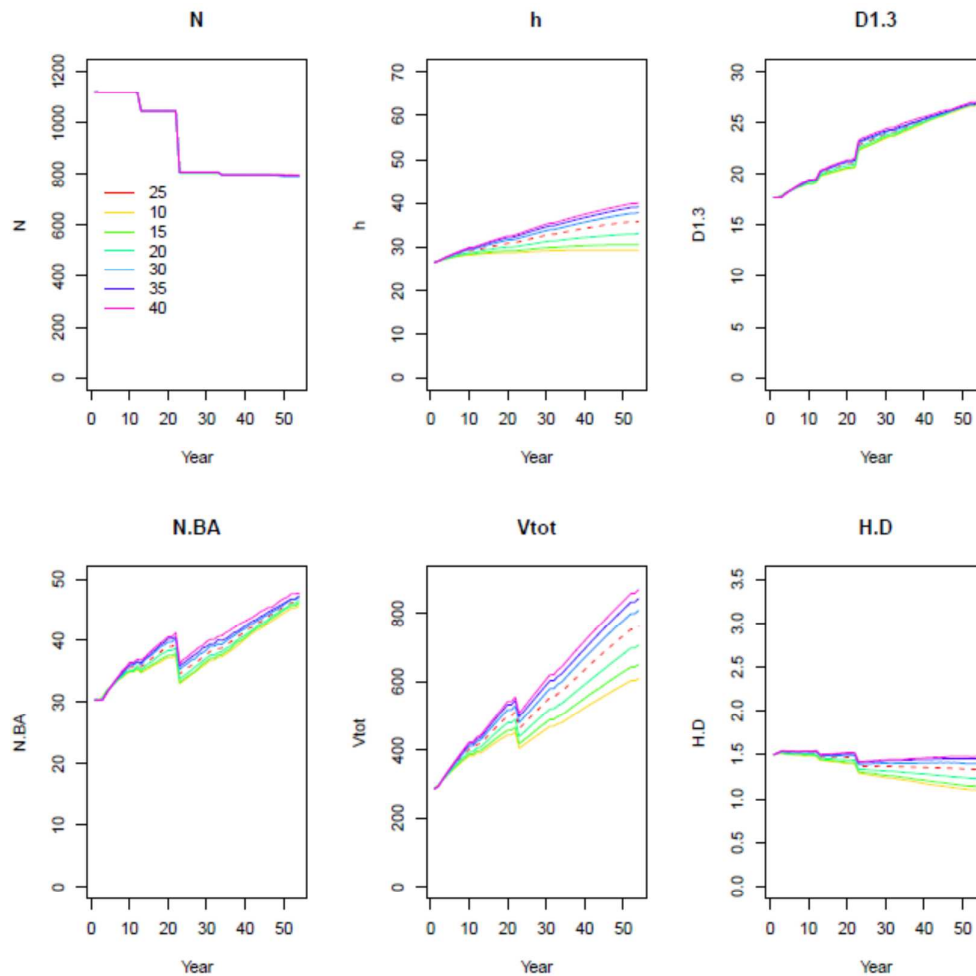 N
h
D1.3
N
0 200 400 600 800 1000 1200
25
10
15
20
30
35
40
0 10 20 30 40 50
Year
h
0 10 20 30 40 50 60 70
0 10 20 30 40 50
Year
D1.3
0 5 10 15 20 25 30
0 10 20 30 40 50
Year
N.BA
Vtot
H.D
N.BA
0 10 20 30 40 50
0 10 20 30 40 50
Year
Vtot
0 200 400 600 800
0 10 20 30 40 50
Year
H.D
0.0 0.5 1.0 1.5 2.0 2.5 3.0 3.5
0 10 20 30 40 50
Year